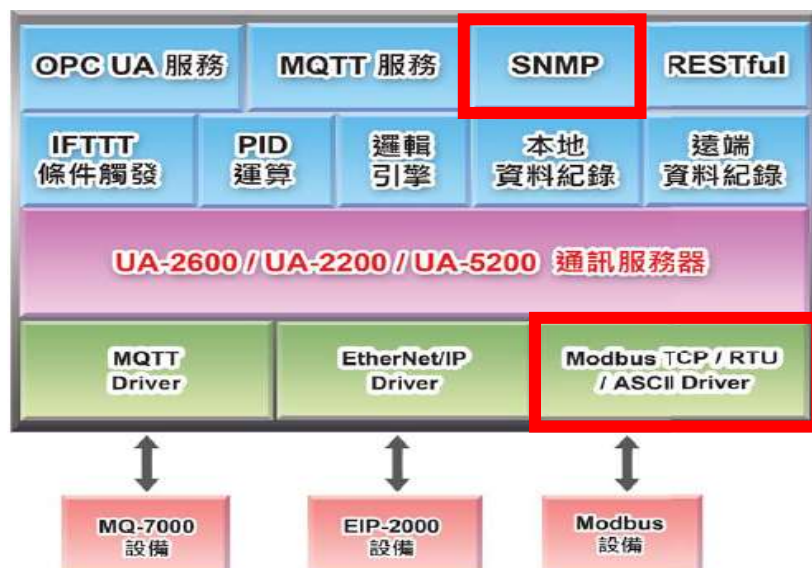 OPC UA 服務
MQTT 服務
SNMP
RESTful
IFTTT
條件觸發
PID
運算
邏輯
引擎
本地
資料紀錄
遠端
資料紀錄
UA-2600 / UA-2200 / UA-5200 通訊服務器
MQTT
Driver
EtherNet/IP
Driver
Modbus TCP / RTU
/ ASCII Driver
MQ-7000
設備
EIP-2000
設備
Modbus
設備